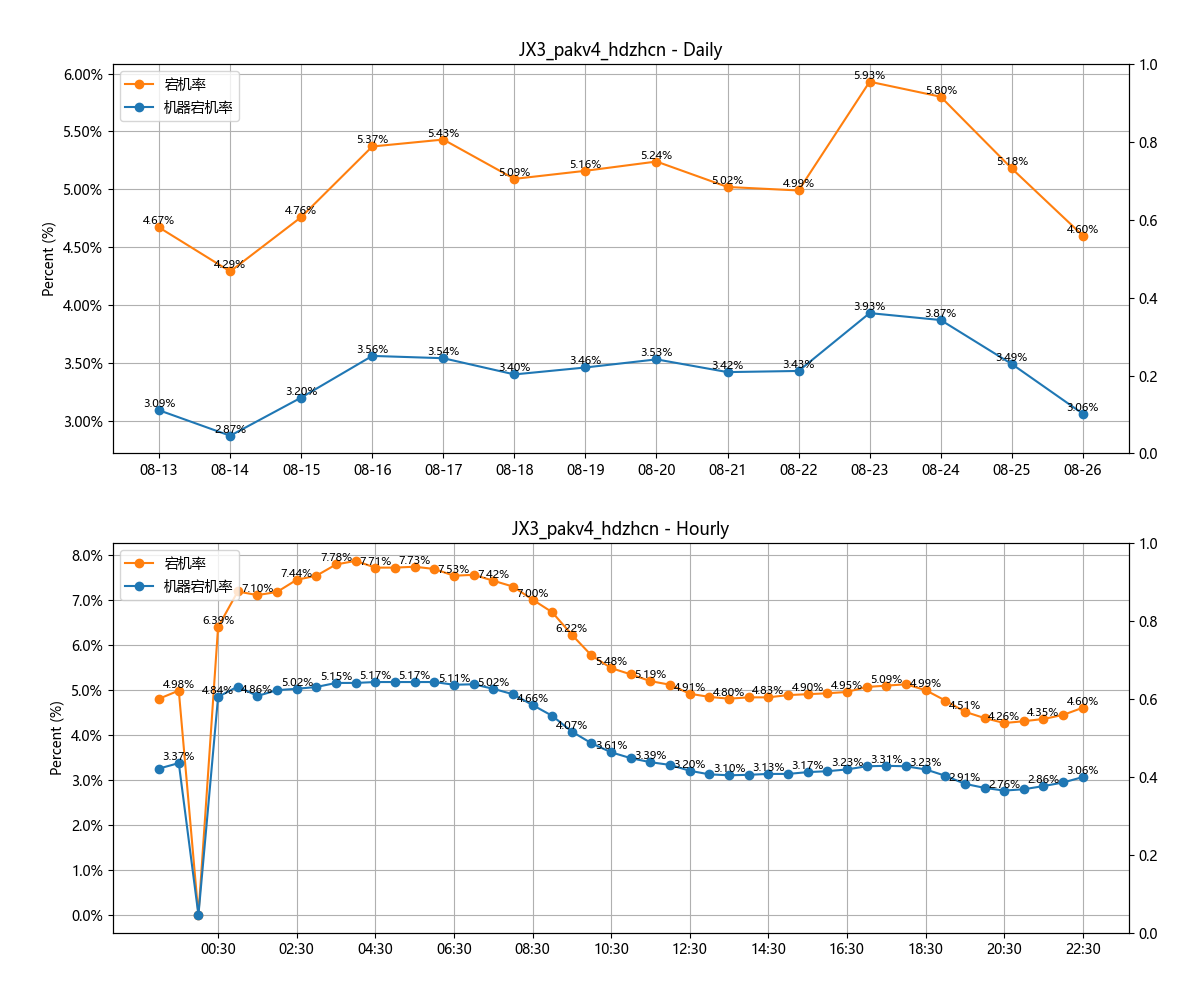 JX3_pakv4_hdzhcn - Daily
宕机率
机器宕机率
Percent (%)
6.00%
5.50%
5.00%
4.50%
4.00%
3.50%
3.00%
1.0
0.8
0.6
0.4
0.2
0.0
4.67% 4.29% 4.76% 5.37% 5.43% 5.09% 5.16% 5.24% 5.02% 4.99% 5.93% 5.80% 5.18% 4.60%
3.09% 2.87% 3.20% 3.56% 3.54% 3.40% 3.46% 3.53% 3.42% 3.43% 3.93% 3.87% 3.49% 3.06%
08-13 08-14 08-15 08-16 08-17 08-18 08-19 08-20 08-21 08-22 08-23 08-24 08-25 08-26
JX3_pakv4_hdzhcn - Hourly
宕机率
机器宕机率
Percent (%)
8.0%
7.0%
6.0%
5.0%
4.0%
3.0%
2.0%
1.0%
0.0%
1.0
0.8
0.6
0.4
0.2
0.0
4.98% 6.39% 7.10% 7.44% 7.78% 7.71% 7.73% 7.53% 7.42% 7.00% 6.22% 5.48% 5.19% 4.91% 4.80% 4.83% 4.90% 4.95% 5.09% 4.99% 4.51% 4.26% 4.35% 4.60%
3.37% 4.84% 4.86% 5.02% 5.15% 5.17% 5.17% 5.11% 5.02% 4.66% 4.07% 3.61% 3.39% 3.20% 3.10% 3.13% 3.17% 3.23% 3.31% 3.23% 2.91% 2.76% 2.86% 3.06%
00:30 02:30 04:30 06:30 08:30 10:30 12:30 14:30 16:30 18:30 20:30 22:30